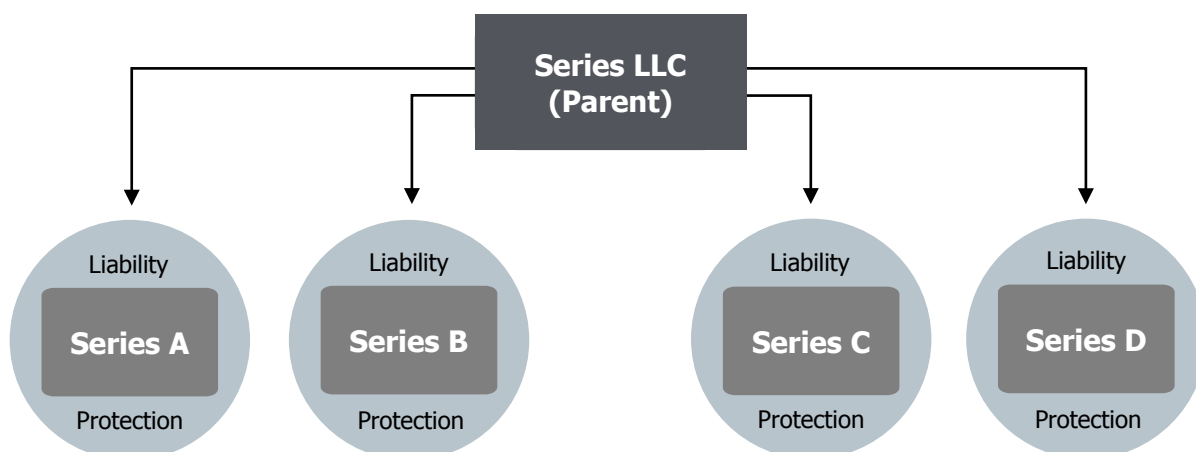 Series LLC
(Parent)
Liability
Series A
Protection
Liability
Series B
Protection
Liability
Series C
Protection
Liability
Series D
Protection